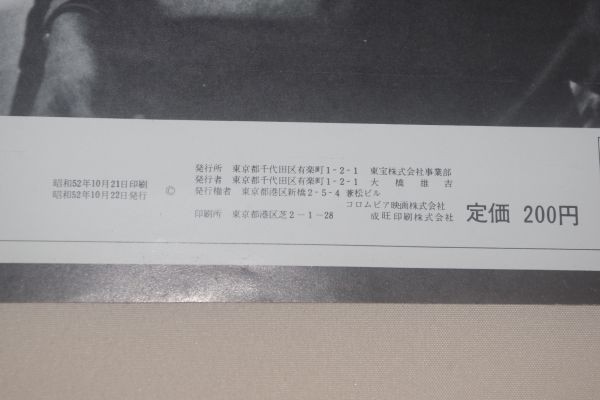 昭和52年10月21日印刷
昭和52年10月22日発行
©
発行所 東京都千代田区有楽町1-2-1 東宝株式会社事業部
発行者 東京都千代田区有楽町1-2-1 大橋雄吉
発行権者 東京都港区新橋2-5-4 兼松ビル
コロムビア映画株式会社
印刷所 東京都港区芝2-1-28 成旺印刷株式会社
定価 200円